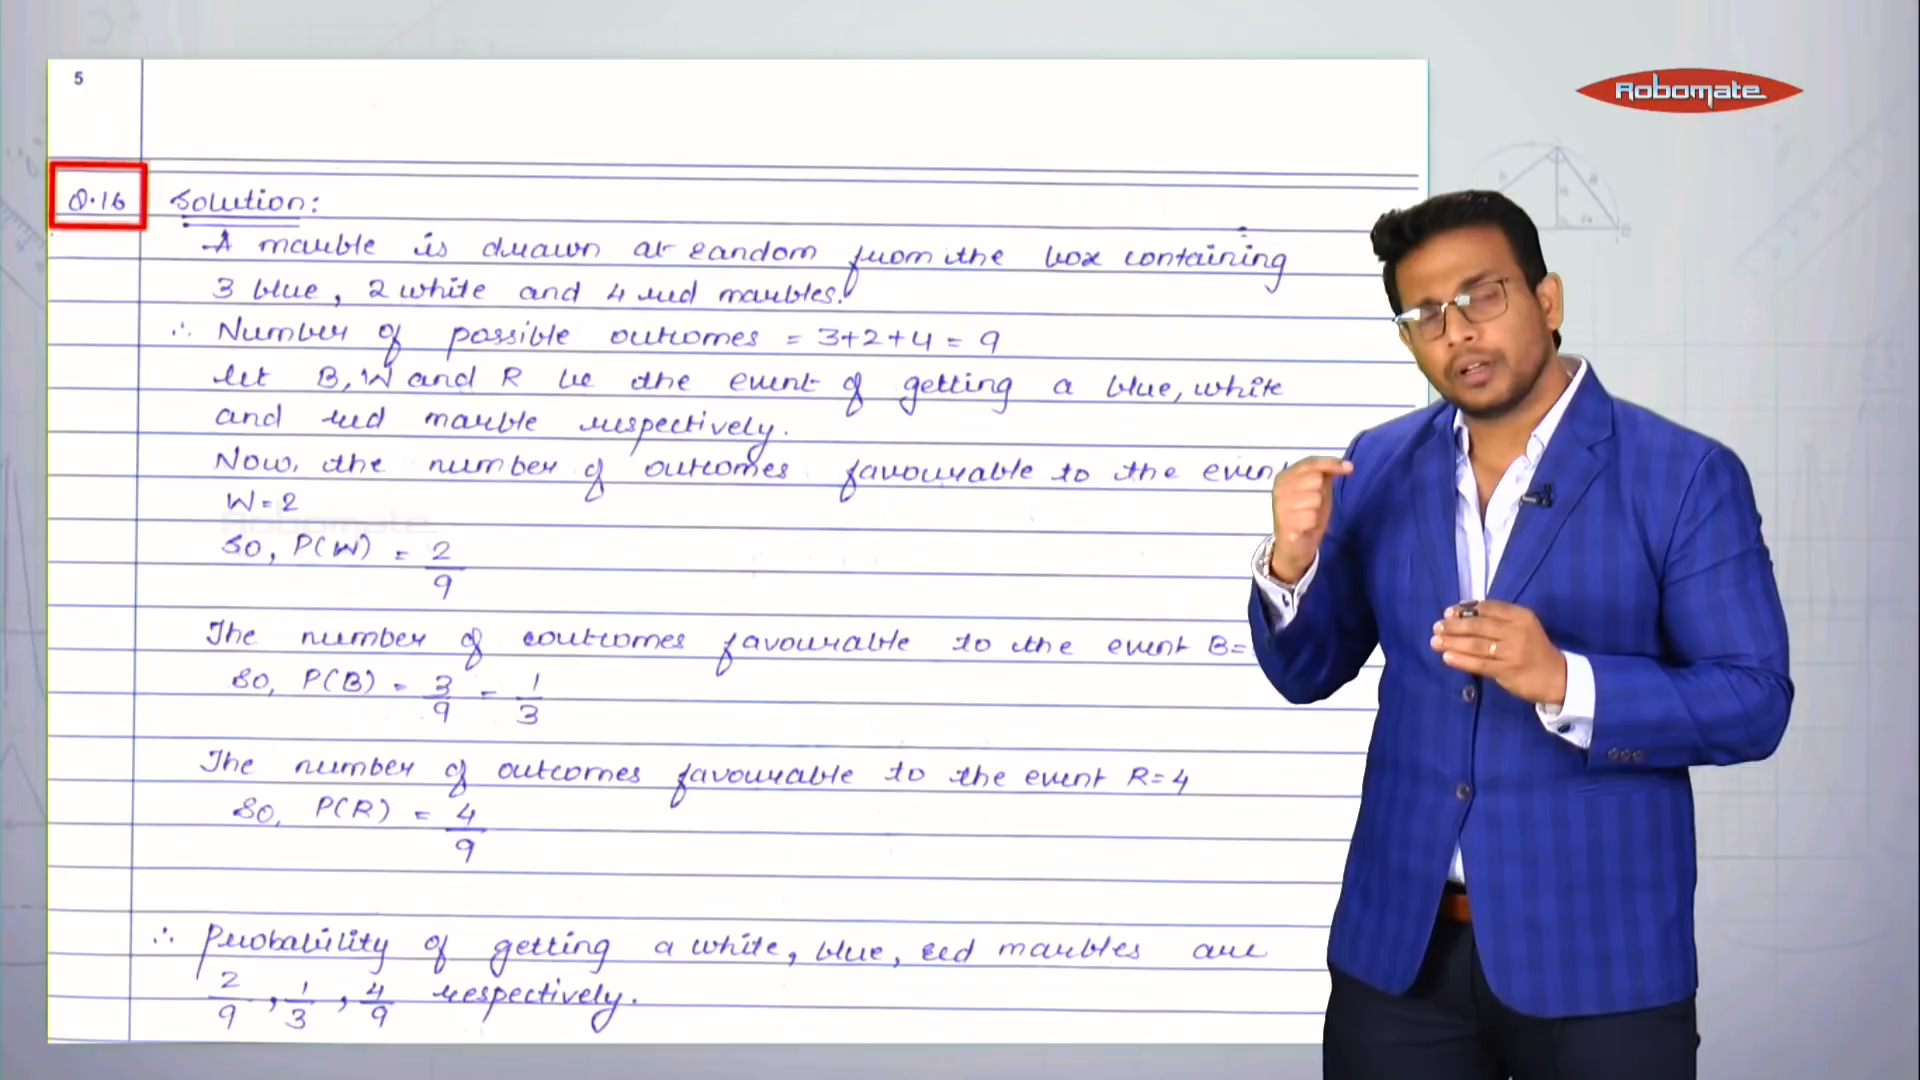 5
Robomate
Q.16 Solution:
A marble is drawn at random from the box containing
3 blue, 2 white and 4 red marbles.
∴ Number of possible outcomes = 3+2+4 = 9
let B, W and R be the event of getting a blue, white
and red marble respectively.
Now, the number of outcomes favourable to the event
W = 2
Robomate
So, P(W) = 2/9
The number of coutcomes favourable to the event B=
So, P(B) = 3/9 = 1/3
The number of outcomes favourable to the event R=4
So, P(R) = 4/9
∴ Probability of getting a white, blue, red marbles are
2/9, 1/3, 4/9 respectively.